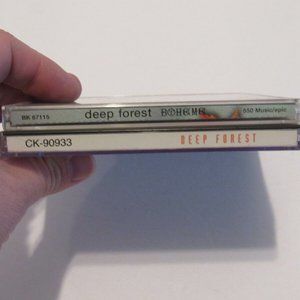 BK 67115 deep forest BOHEME 550 Music/epic
CK-90933 DEEP FOREST